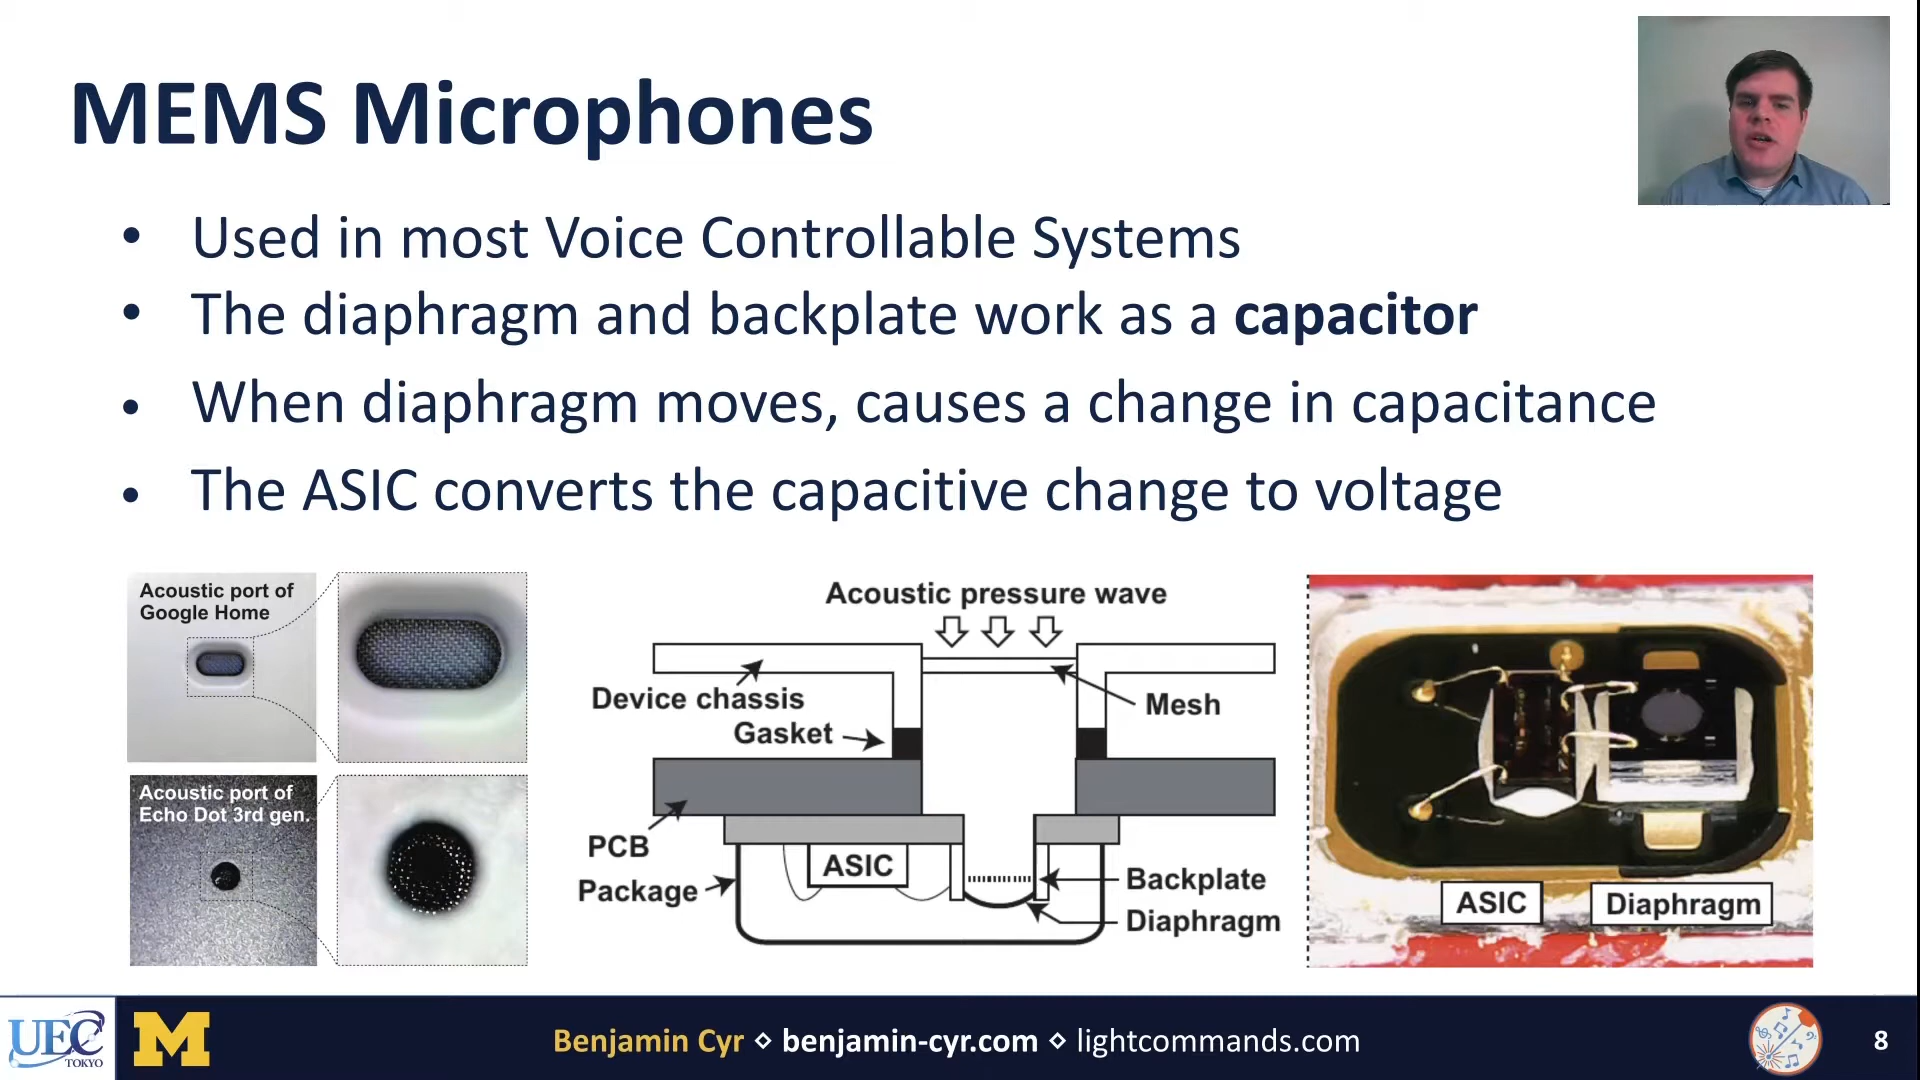 MEMS Microphones
• Used in most Voice Controllable Systems
• The diaphragm and backplate work as a capacitor
• When diaphragm moves, causes a change in capacitance
• The ASIC converts the capacitive change to voltage
Acoustic port of
Google Home
Acoustic port of
Echo Dot 3rd gen.
Acoustic pressure wave
Device chassis
Mesh
Gasket
PCB
Package
ASIC
Backplate
Diaphragm
ASIC
Diaphragm
UEC
TOKYO
M
Benjamin Cyr ⋄ benjamin-cyr.com ⋄ lightcommands.com
8